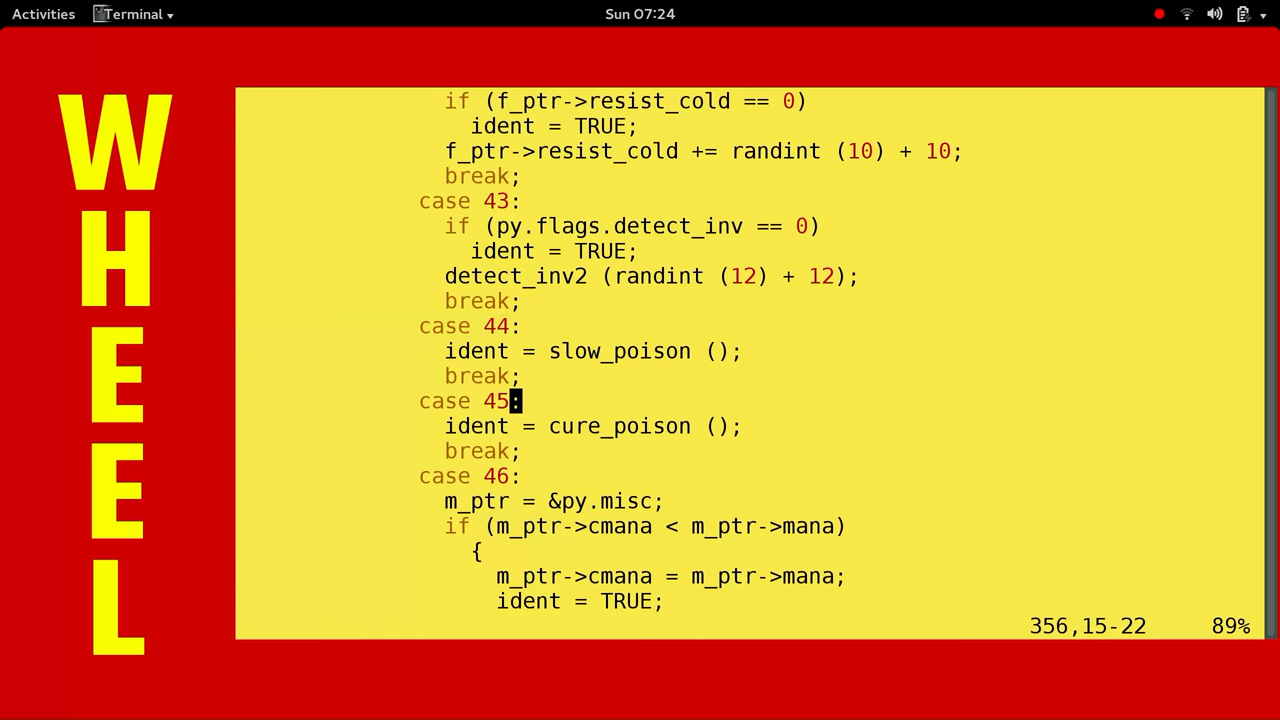 Activities Terminal Sun 07:24
WHEEL
if (f_ptr->resist_cold == 0)
ident = TRUE;
f_ptr->resist_cold += randint (10) + 10;
break;
case 43:
if (py.flags.detect_inv == 0)
ident = TRUE;
detect_inv2 (randint (12) + 12);
break;
case 44:
ident = slow_poison ();
break;
case 45:
ident = cure_poison ();
break;
case 46:
m_ptr = &py.misc;
if (m_ptr->cmana < m_ptr->mana)
{
m_ptr->cmana = m_ptr->mana;
ident = TRUE;
356,15-22 89%